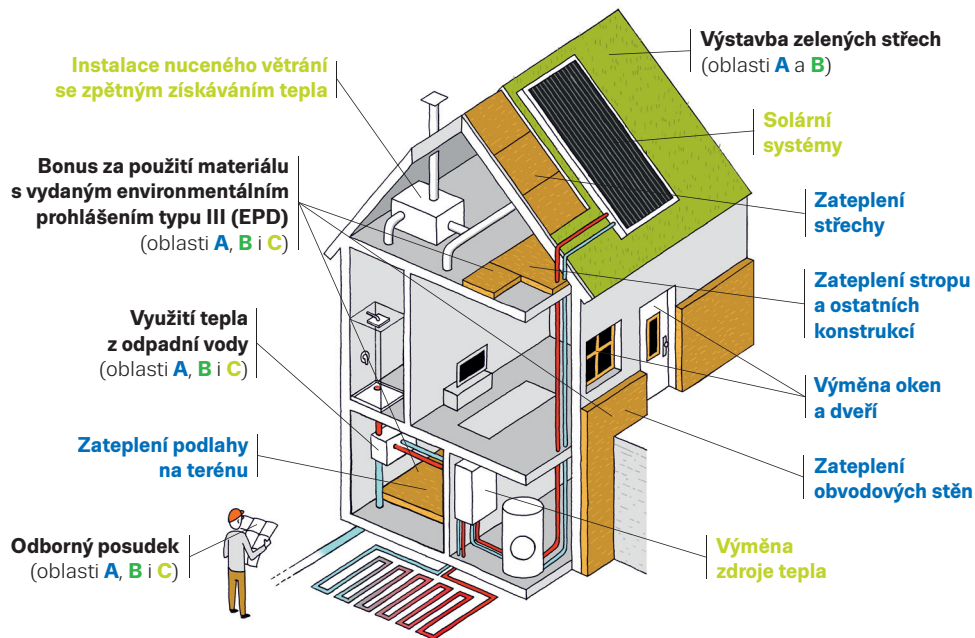 Instalace nuceného větrání
se zpětným získáváním tepla
Bonus za použití materiálu
s vydaným environmentálním
prohlášením typu III (EPD)
(oblasti A, B i C)
Využití tepla
z odpadní vody
(oblasti A, B i C)
Zateplení podlahy
na terénu
Odborný posudek
(oblasti A, B i C)
Výstavba zelených střech
(oblasti A a B)
Solární
systémy
Zateplení
střechy
Zateplení stropu
a ostatních
konstrukcí
Výměna oken
a dveří
Zateplení
obvodových stěn
Výměna
zdroje tepla